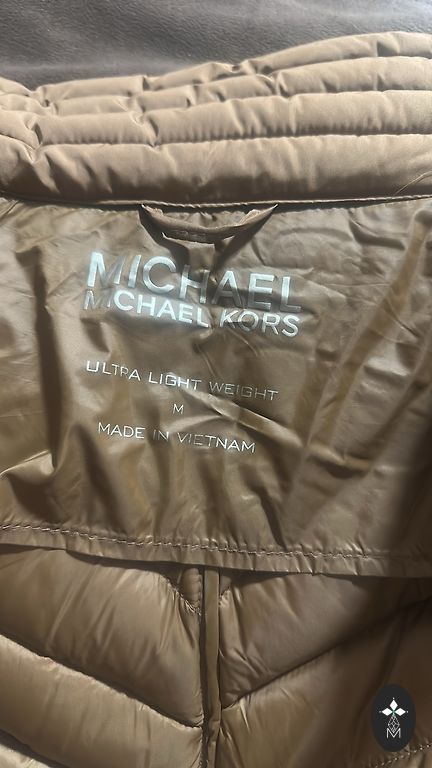 MICHAEL
MICHAEL KORS
ULTRA LIGHT WEIGHT
M
MADE IN VIETNAM